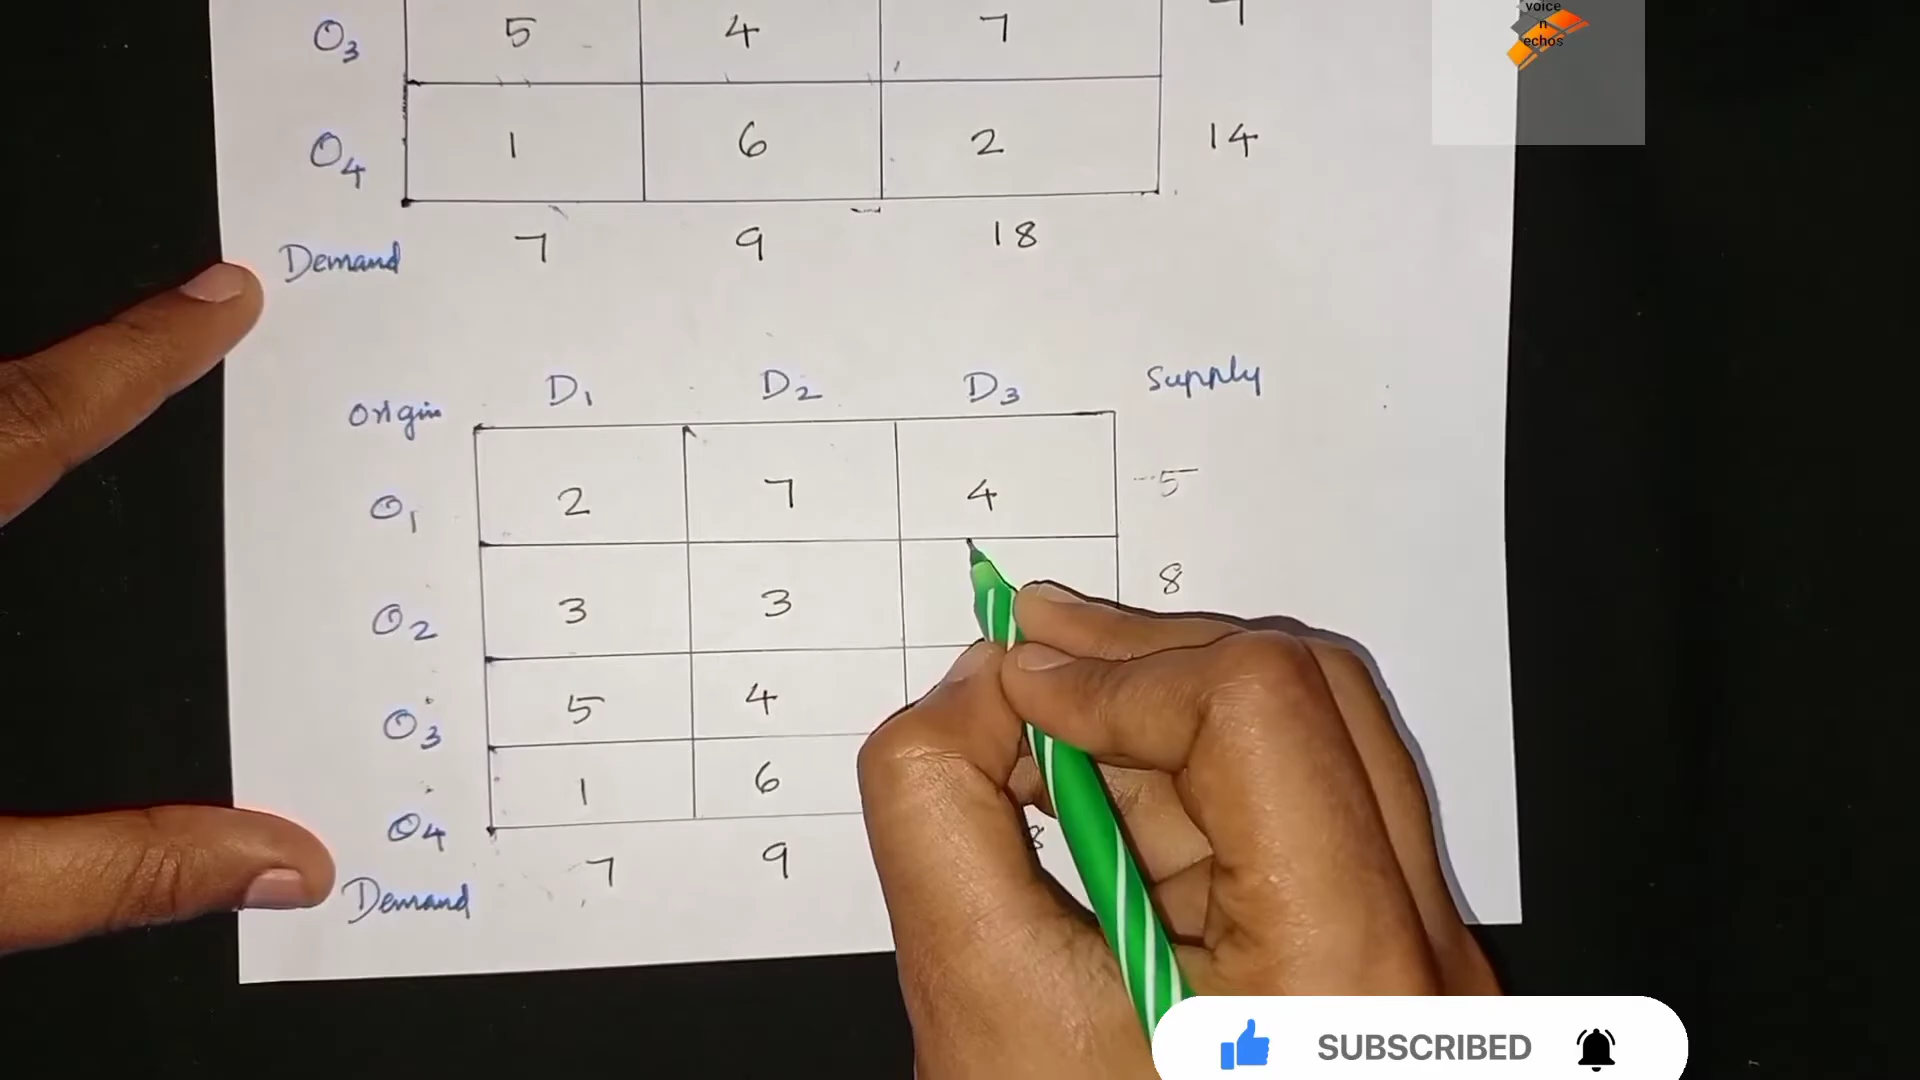 O3 5 4 7 7
O4 1 6 2 14
Demand 7 9 18
Origin D1 D2 D3 Supply
O1 2 7 4 5
O2 3 3 8
O3 5 4
O4 1 6
Demand 7 9 8
voice
n
echos
SUBSCRIBED